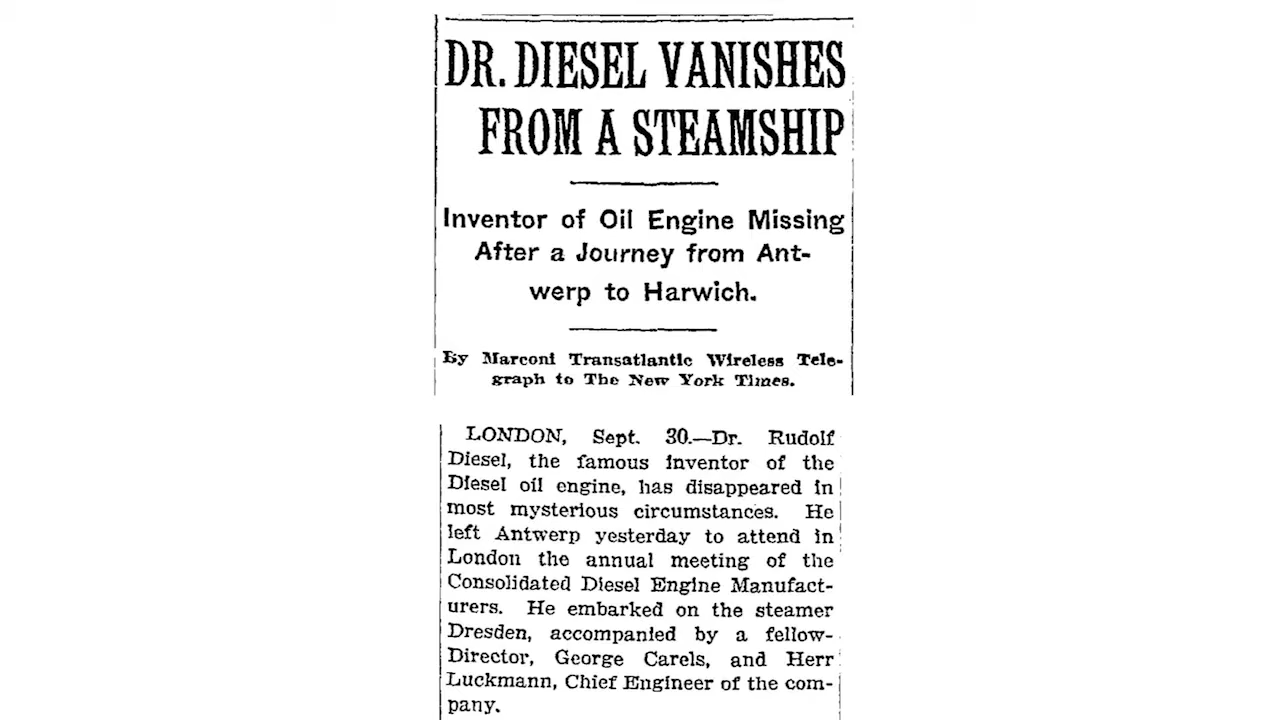 DR. DIESEL VANISHES
FROM A STEAMSHIP
Inventor of Oil Engine Missing
After a Journey from Ant-
werp to Harwich.
By Marconi Transatlantic Wireless Tele-
graph to The New York Times.
LONDON, Sept. 30.—Dr. Rudolf
Diesel, the famous inventor of the
Diesel oil engine, has disappeared in
most mysterious circumstances. He
left Antwerp yesterday to attend in
London the annual meeting of the
Consolidated Diesel Engine Manufact-
urers. He embarked on the steamer
Dresden, accompanied by a fellow-
Director, George Carels, and Herr
Luckmann, Chief Engineer of the com-
pany.